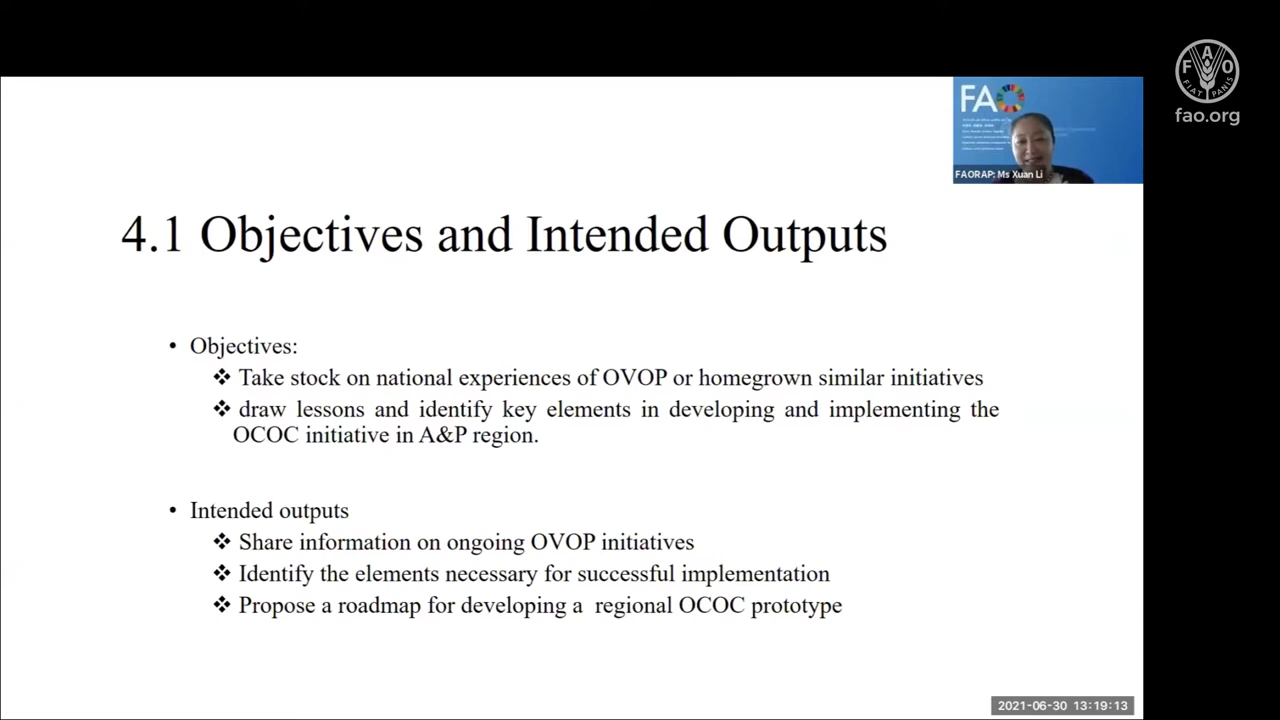 FAO
FIAT PANIS
fao.org
FAO
FAORAP: Ms Xuan Li
4.1 Objectives and Intended Outputs
• Objectives:
❖ Take stock on national experiences of OVOP or homegrown similar initiatives
❖ draw lessons and identify key elements in developing and implementing the
OCOC initiative in A&P region.
• Intended outputs
❖ Share information on ongoing OVOP initiatives
❖ Identify the elements necessary for successful implementation
❖ Propose a roadmap for developing a regional OCOC prototype
2021-06-30 13:19:13